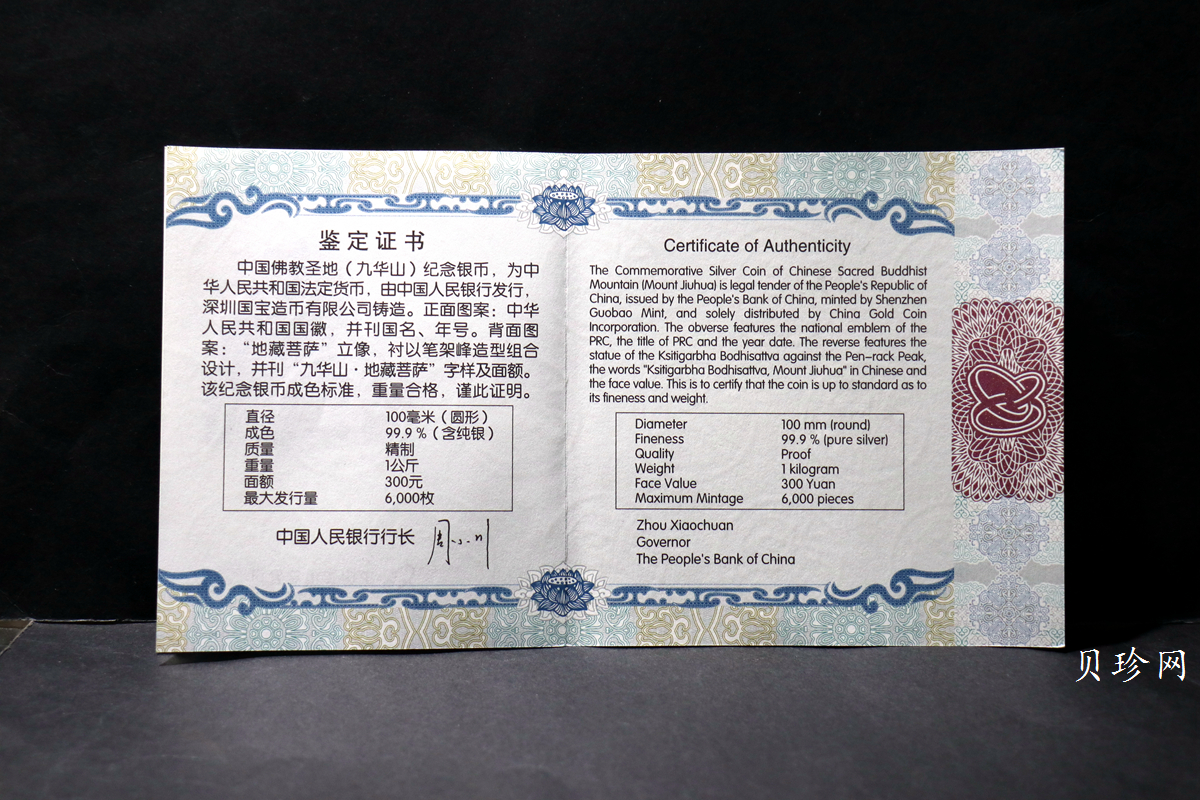 鉴定证书
中国佛教圣地（九华山）纪念银币，为中
华人民共和国法定货币，由中国人民银行发行，
深圳国宝造币有限公司铸造。正面图案：中华
人民共和国国徽，并刊国名、年号。背面图
案：“地藏菩萨”立像，衬以笔架峰造型组合
设计，并刊“九华山·地藏菩萨”字样及面额。
该纪念银币成色标准，重量合格，谨此证明。
直径 100毫米（圆形）
成色 99.9 %（含纯银）
质量 精制
重量 1公斤
面额 300元
最大发行量 6,000枚
中国人民银行行长 周小川
Certificate of Authenticity
The Commemorative Silver Coin of Chinese Sacred Buddhist
Mountain (Mount Jiuhua) is legal tender of the People's Republic of
China, issued by the People's Bank of China, minted by Shenzhen
Guobao Mint, and solely distributed by China Gold Coin
Incorporation. The obverse features the national emblem of the
PRC, the title of PRC and the year date. The reverse features the
statue of the Ksitigarbha Bodhisattva against the Pen-rack Peak,
the words "Ksitigarbha Bodhisattva, Mount Jiuhua" in Chinese and
the face value. This is to certify that the coin is up to standard as to
its fineness and weight.
Diameter 100 mm (round)
Fineness 99.9 % (pure silver)
Quality Proof
Weight 1 kilogram
Face Value 300 Yuan
Maximum Mintage 6,000 pieces
Zhou Xiaochuan
Governor
The People's Bank of China
贝珍网